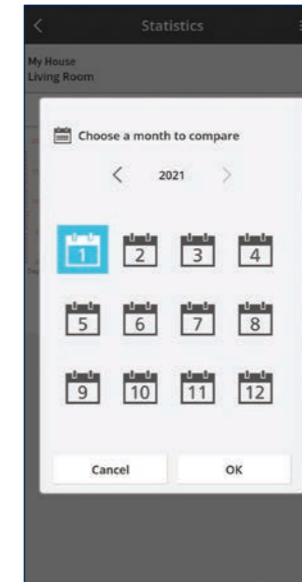 Statistics
My House
Living Room
Choose a month to compare
2021
1 2 3 4
5 6 7 8
9 10 11 12
Cancel OK